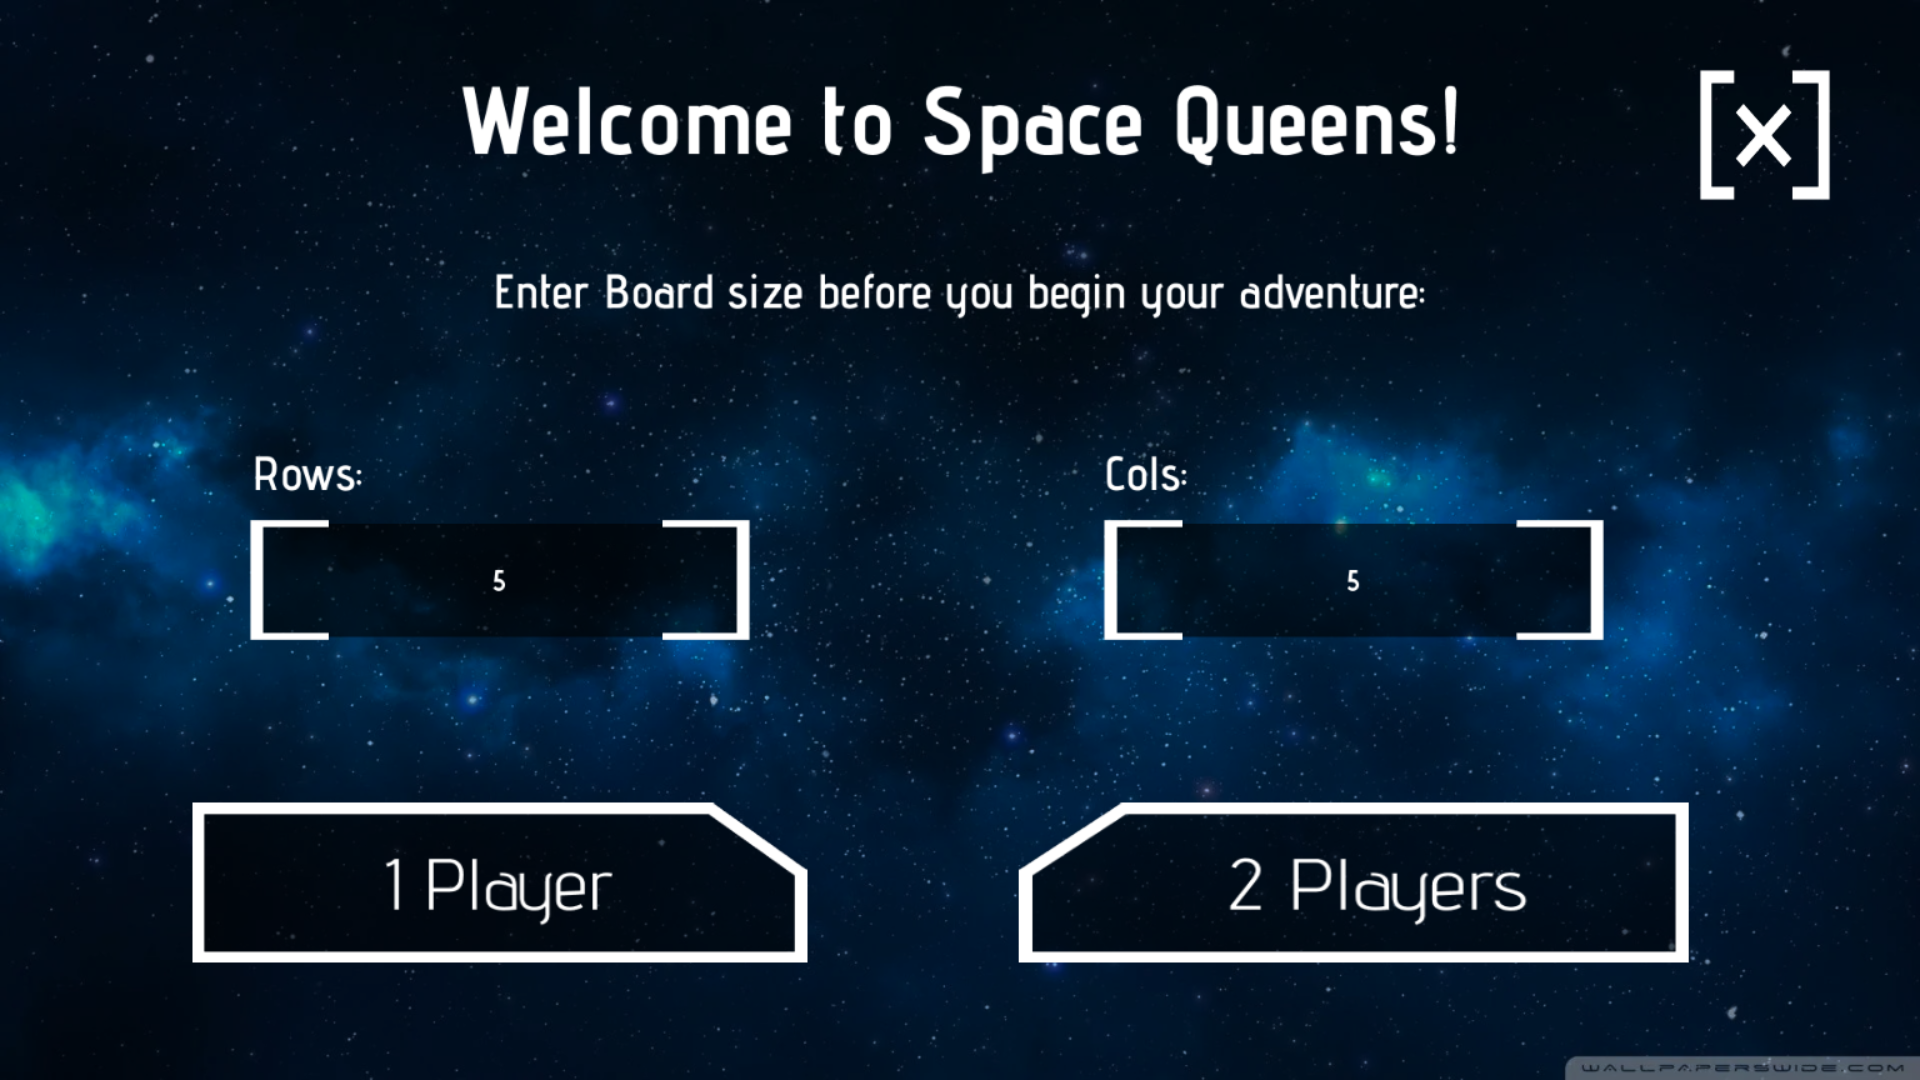 Welcome to Space Queens!
[x]
Enter Board size before you begin your adventure:
Rows:
Cols:
5
5
1 Player
2 Players
WALLPAPERSWIDE.COM